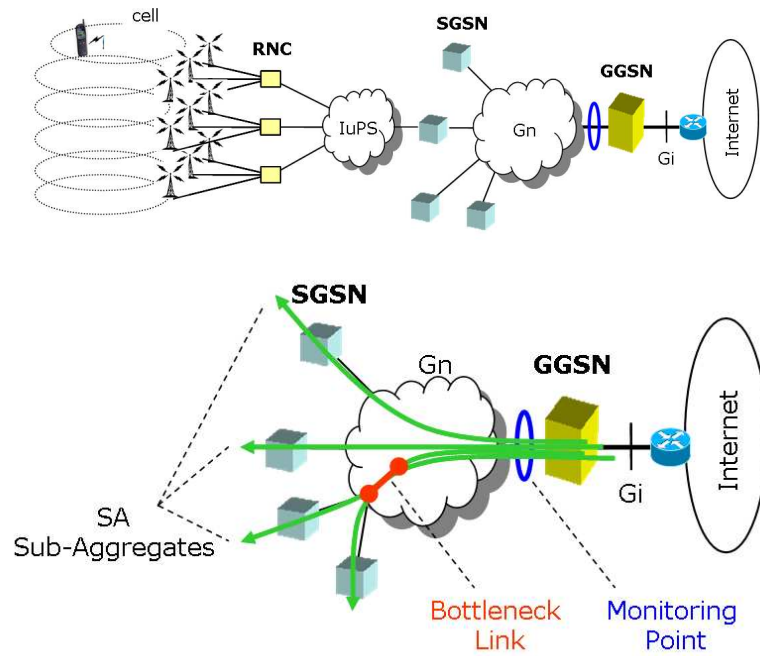 cell
RNC
IuPS
SGSN
Gn
GGSN
Gi
Internet
SGSN
Gn
GGSN
Gi
Internet
SA
Sub-Aggregates
Bottleneck
Link
Monitoring
Point